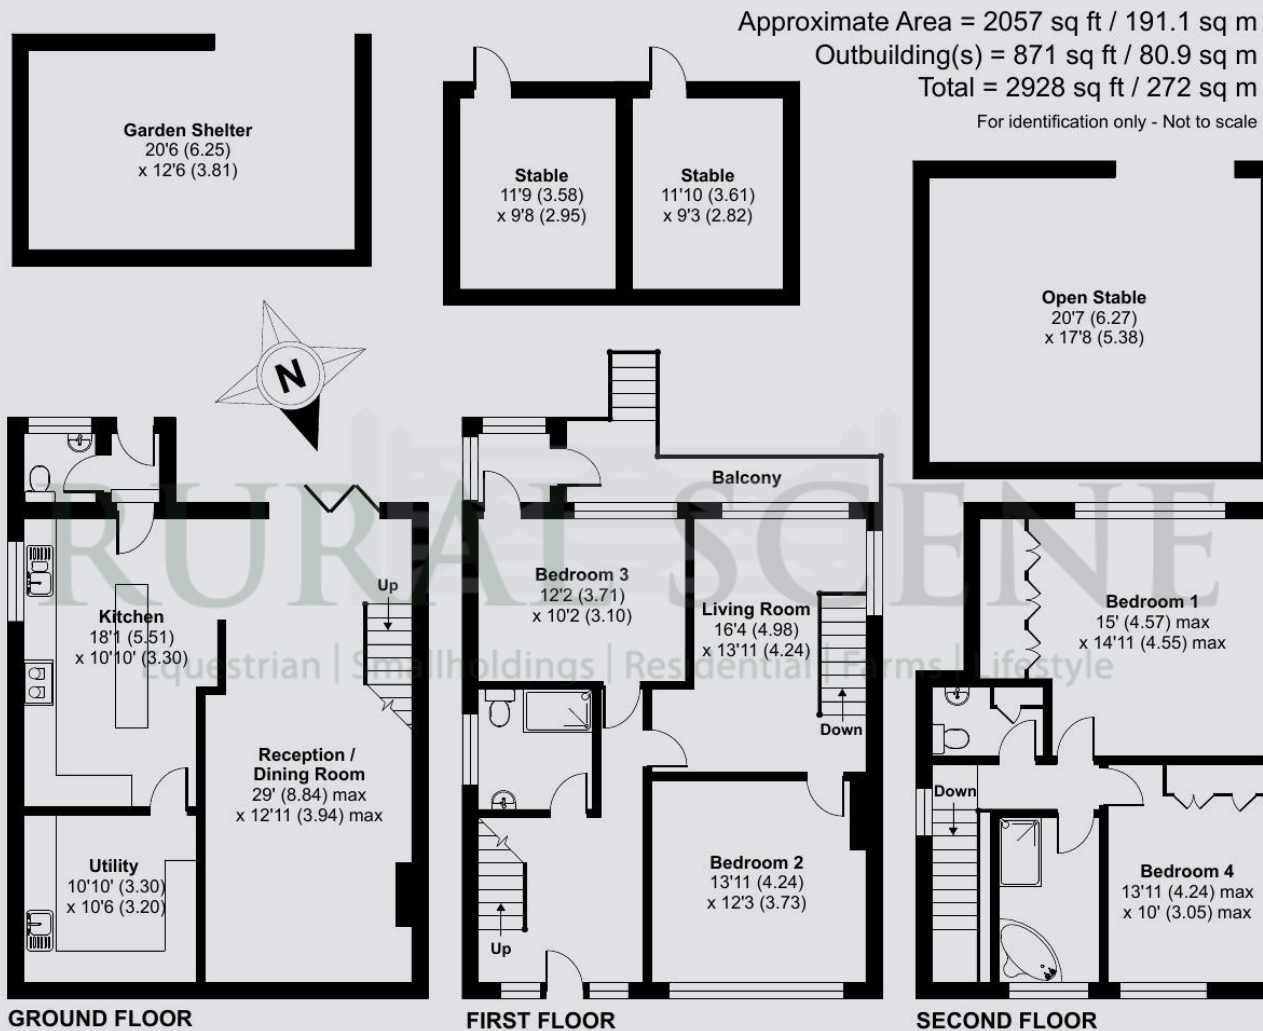 Approximate Area = 2057 sq ft / 191.1 sq m
Outbuilding(s) = 871 sq ft / 80.9 sq m
Total = 2928 sq ft / 272 sq m
For identification only - Not to scale
Garden Shelter
20'6 (6.25)
x 12'6 (3.81)
Stable
11'9 (3.58)
x 9'8 (2.95)
Stable
11'10 (3.61)
x 9'3 (2.82)
Open Stable
20'7 (6.27)
x 17'8 (5.38)
N
RURAL SCENE
Equestrian | Smallholdings | Residential | Farms | Lifestyle
Up
Kitchen
18'1 (5.51)
x 10'10' (3.30)
Reception /
Dining Room
29' (8.84) max
x 12'11 (3.94) max
Utility
10'10' (3.30)
x 10'6 (3.20)
GROUND FLOOR
Balcony
Bedroom 3
12'2 (3.71)
x 10'2 (3.10)
Living Room
16'4 (4.98)
x 13'11 (4.24)
Down
Bedroom 2
13'11 (4.24)
x 12'3 (3.73)
Up
FIRST FLOOR
Bedroom 1
15' (4.57) max
x 14'11 (4.55) max
Down
Bedroom 4
13'11 (4.24) max
x 10' (3.05) max
SECOND FLOOR